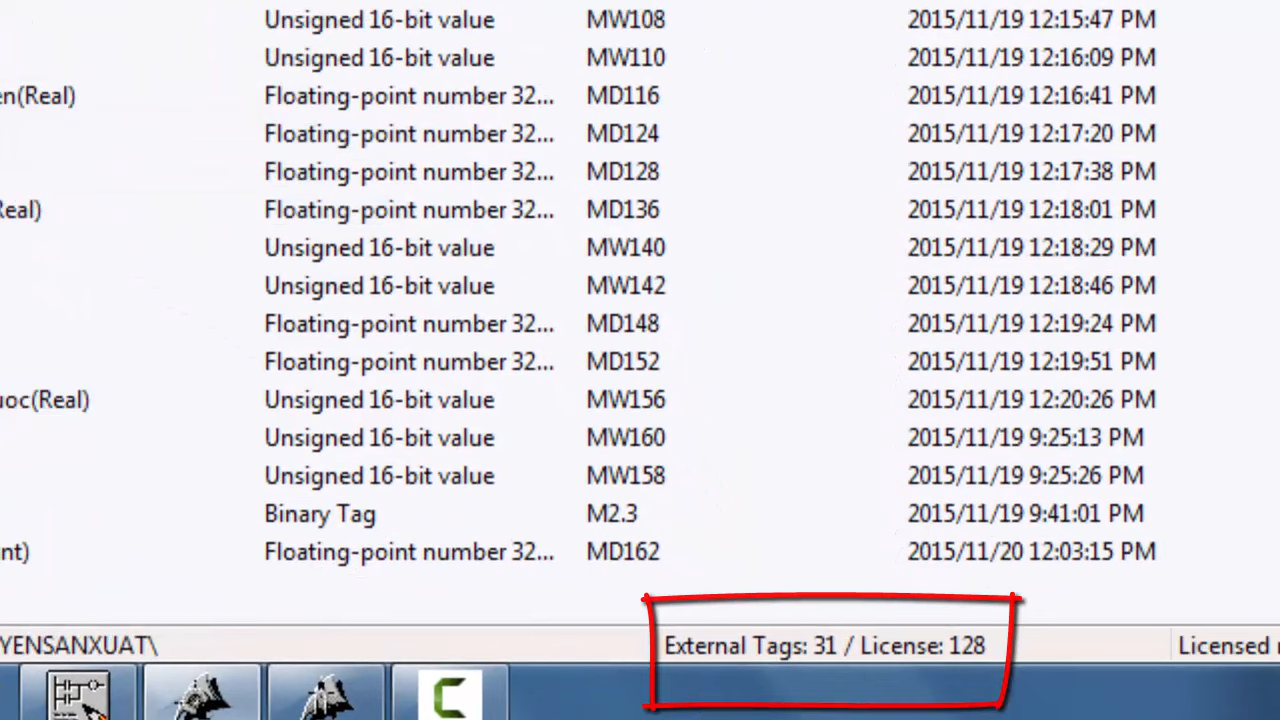 Unsigned 16-bit value MW108 2015/11/19 12:15:47 PM
Unsigned 16-bit value MW110 2015/11/19 12:16:09 PM
en(Real) Floating-point number 32... MD116 2015/11/19 12:16:41 PM
Floating-point number 32... MD124 2015/11/19 12:17:20 PM
Floating-point number 32... MD128 2015/11/19 12:17:38 PM
Real) Floating-point number 32... MD136 2015/11/19 12:18:01 PM
Unsigned 16-bit value MW140 2015/11/19 12:18:29 PM
Unsigned 16-bit value MW142 2015/11/19 12:18:46 PM
Floating-point number 32... MD148 2015/11/19 12:19:24 PM
Floating-point number 32... MD152 2015/11/19 12:19:51 PM
uoc(Real) Unsigned 16-bit value MW156 2015/11/19 12:20:26 PM
Unsigned 16-bit value MW160 2015/11/19 9:25:13 PM
Unsigned 16-bit value MW158 2015/11/19 9:25:26 PM
Binary Tag M2.3 2015/11/19 9:41:01 PM
nt) Floating-point number 32... MD162 2015/11/20 12:03:15 PM
YENSANXUAT\ External Tags: 31 / License: 128 Licensed